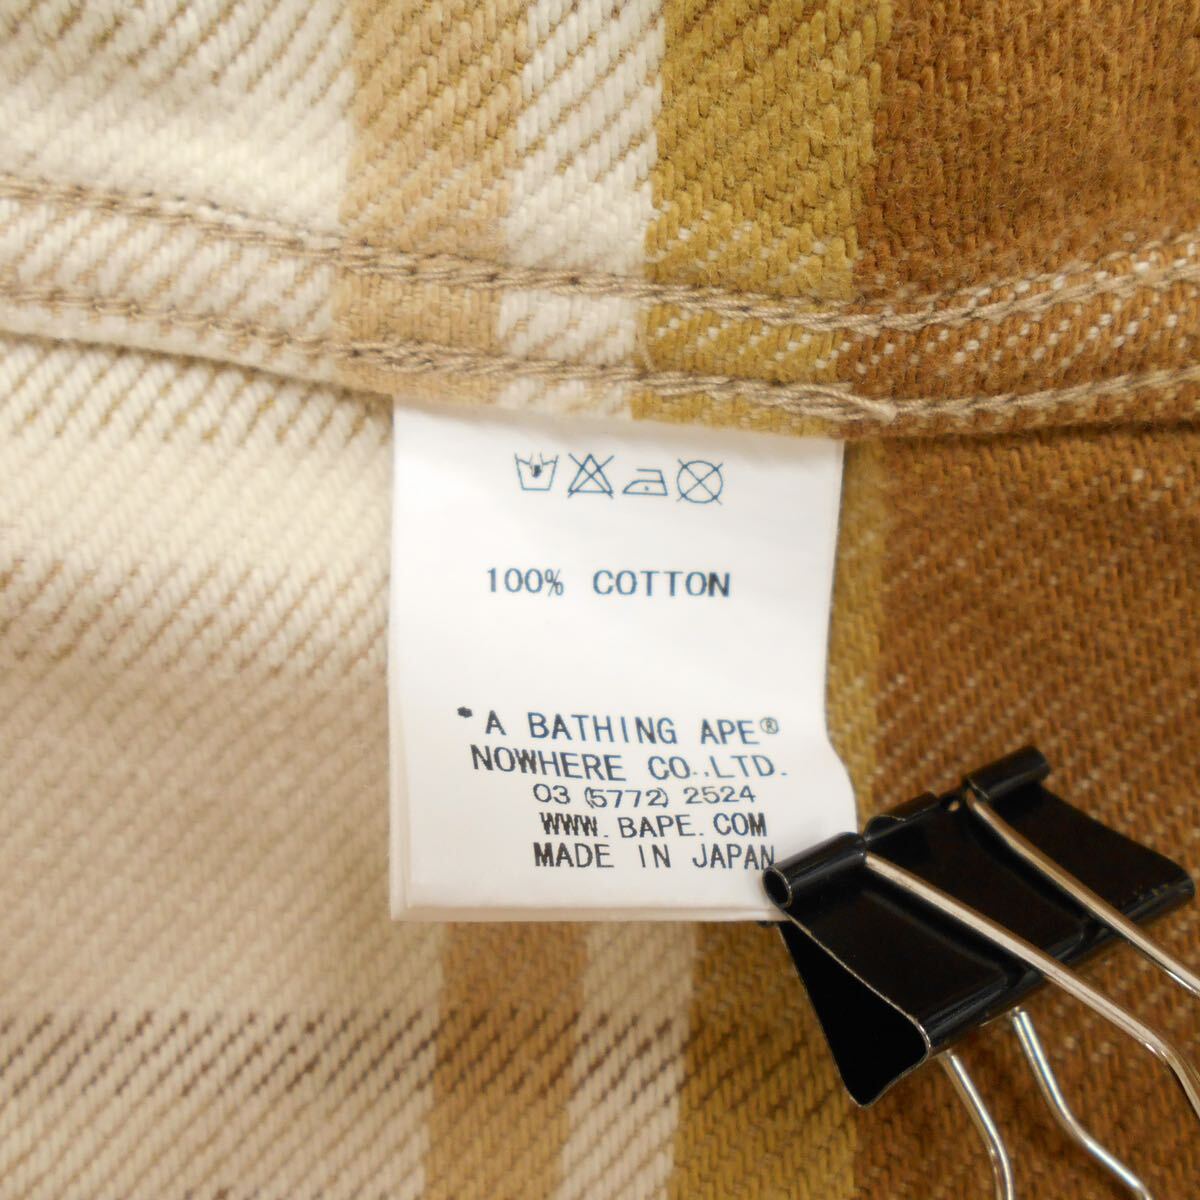 100% COTTON
*A BATHING APE®
NOWHERE CO.,LTD.
03 (5772) 2524
WWW.BAPE.COM
MADE IN JAPAN